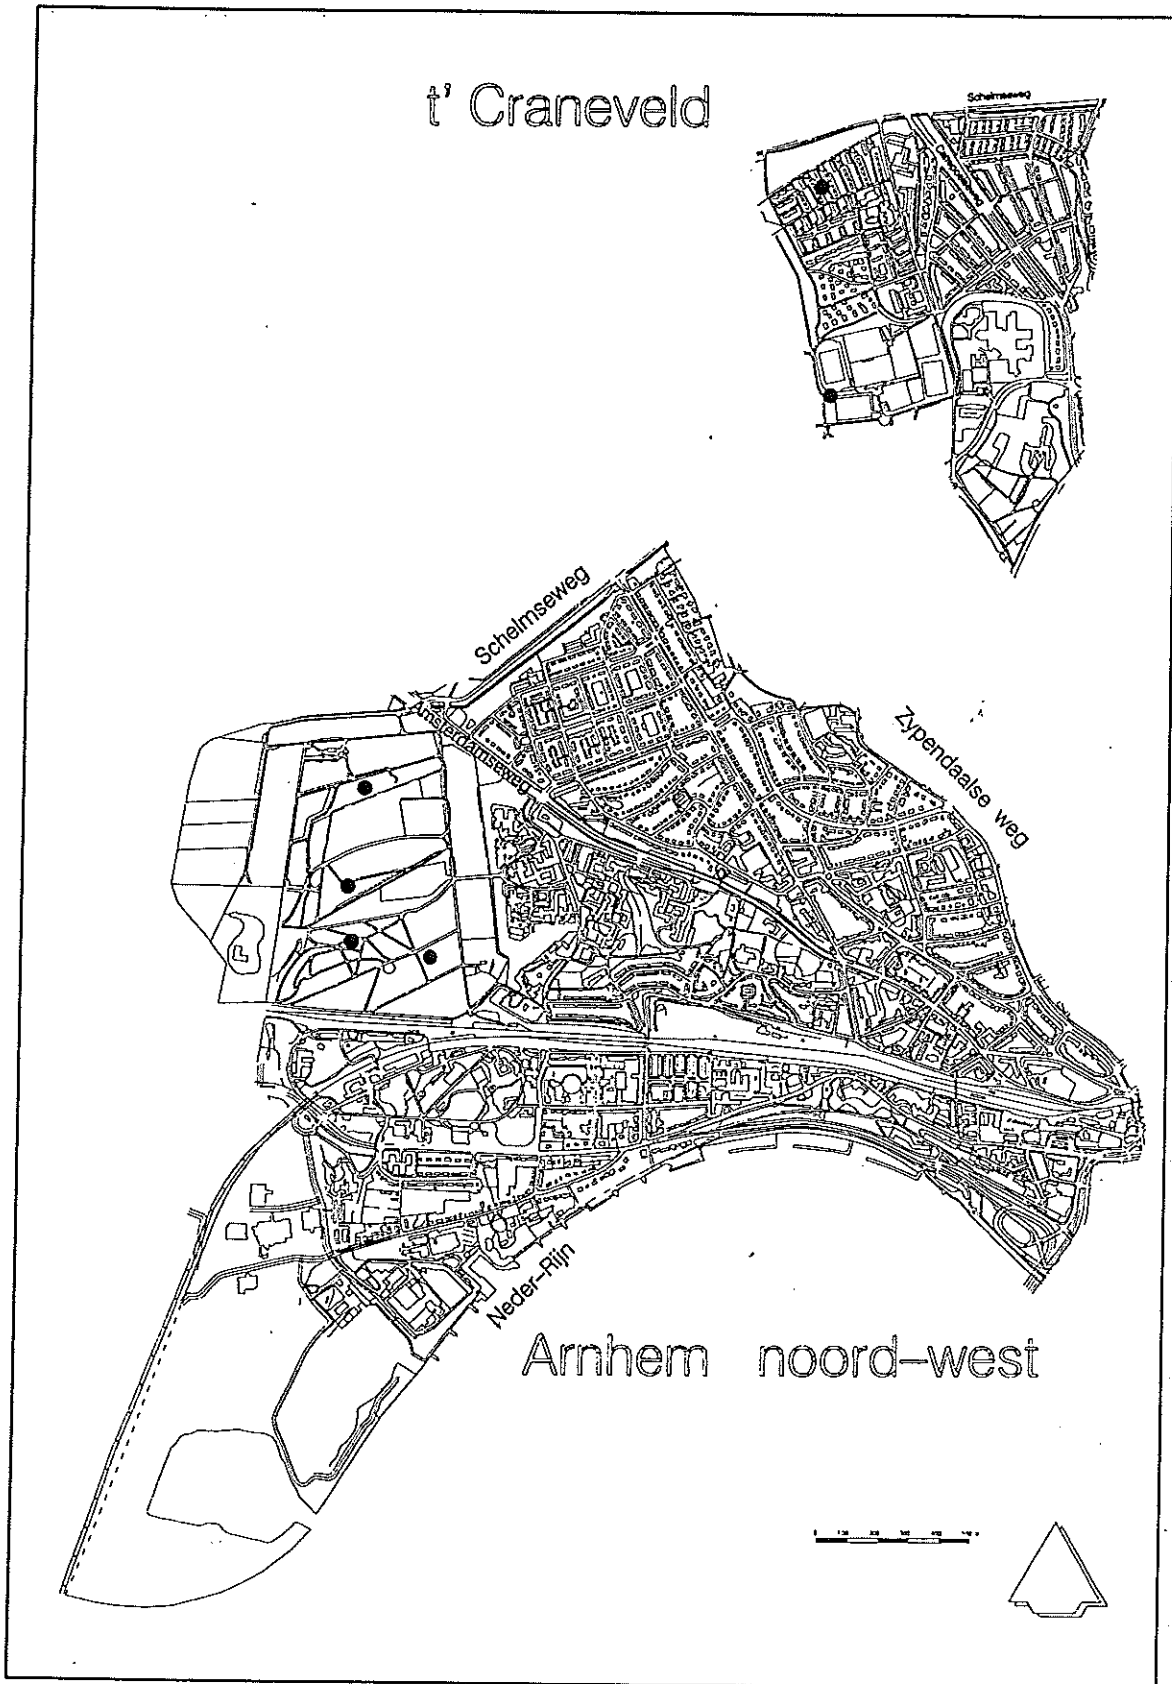 t' Craneveld
Schelmseweg
Schelmseweg
Amsterdamseweg
Zypendaalse weg
Neder-Rijn
Arnhem noord-west